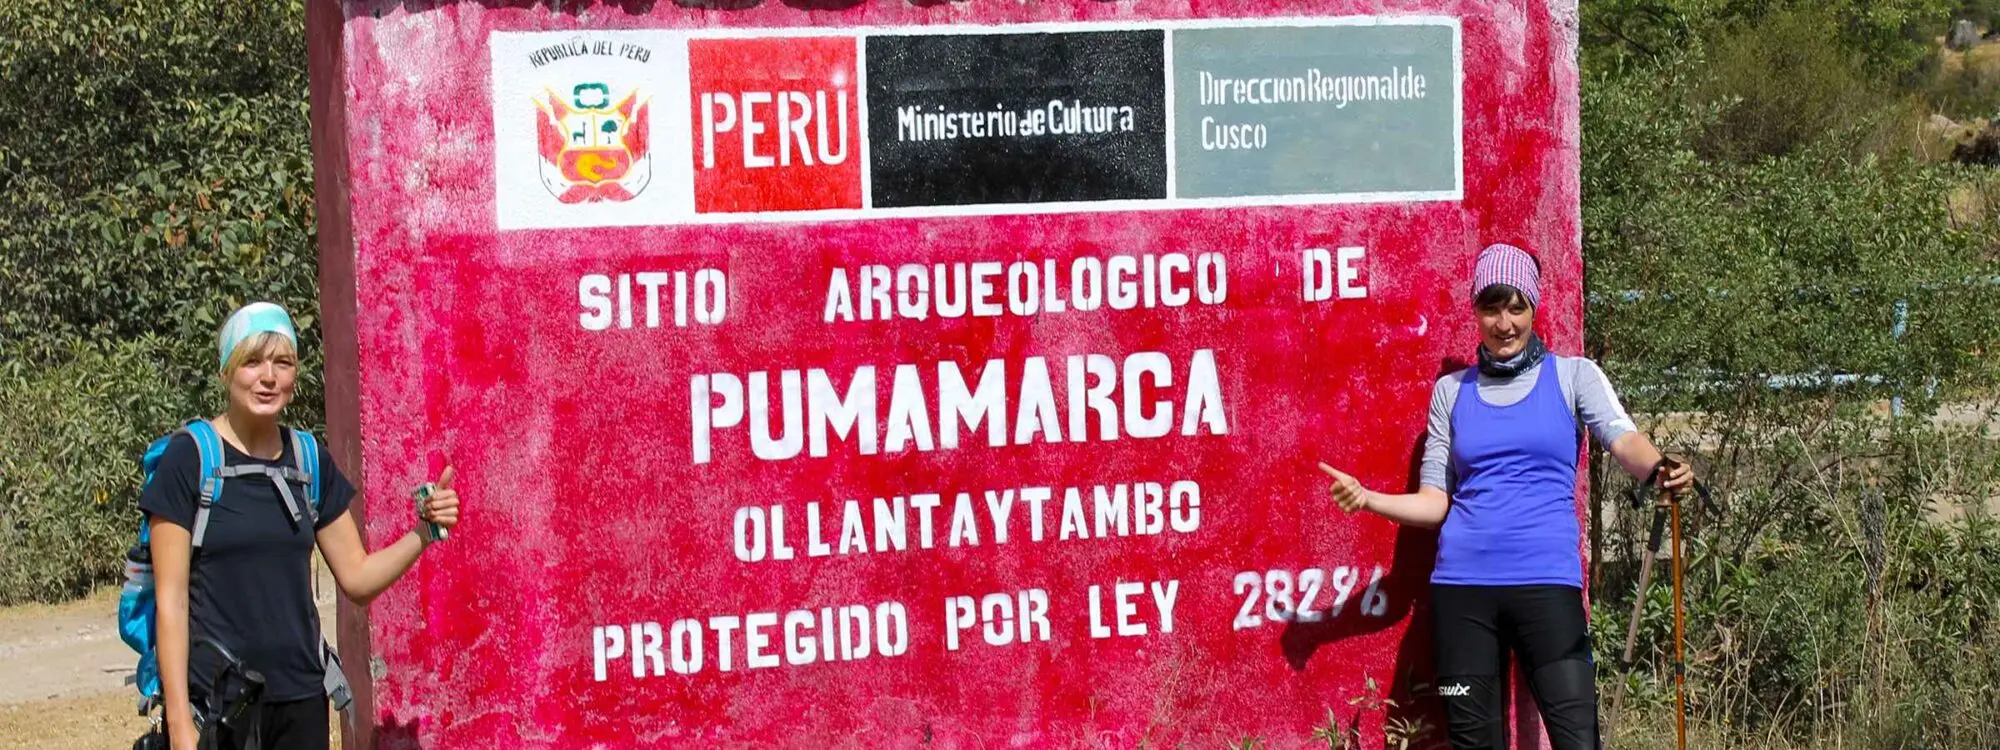 REPUBLICA DEL PERU
PERÚ
Ministerio de Cultura
Direccion Regional de
Cusco
SITIO ARQUEOLOGICO DE
PUMAMARCA
OLLANTAYTAMBO
PROTEGIDO POR LEY 28296
swix